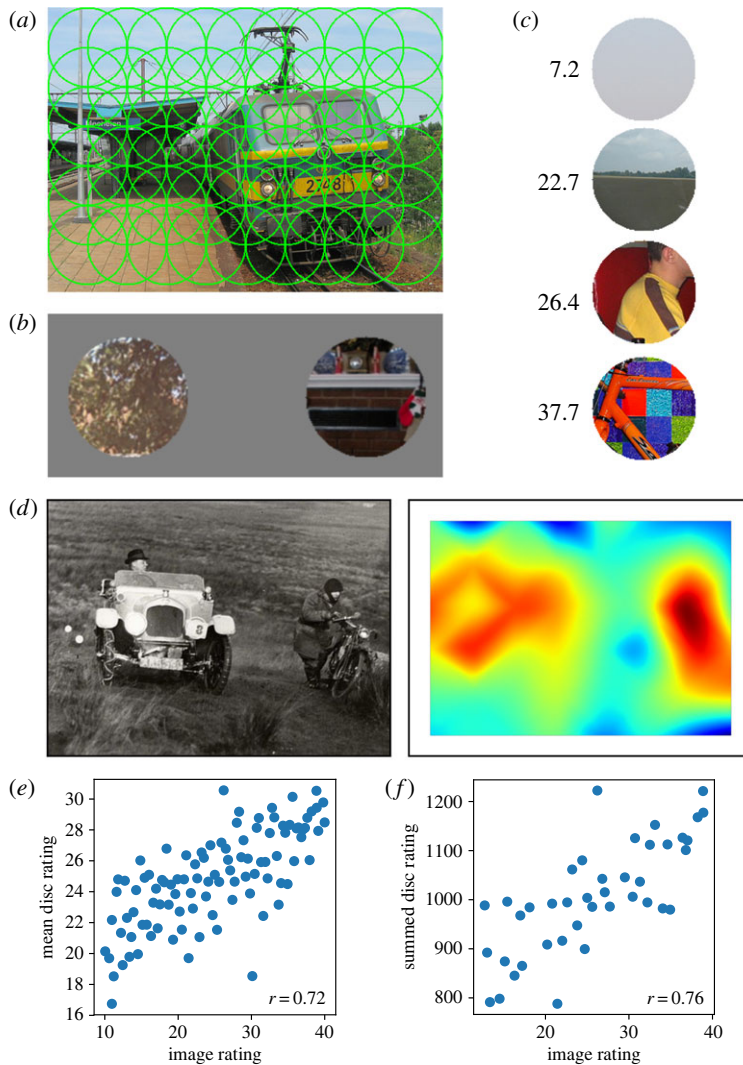 (a)
(c)
7.2
22.7
26.4
37.7
(b)
(d)
(e)
mean disc rating
30
28
26
24
22
20
18
16
10
20
30
40
r = 0.72
image rating
(f)
summed disc rating
1200
1100
1000
900
800
20
30
40
r = 0.76
image rating